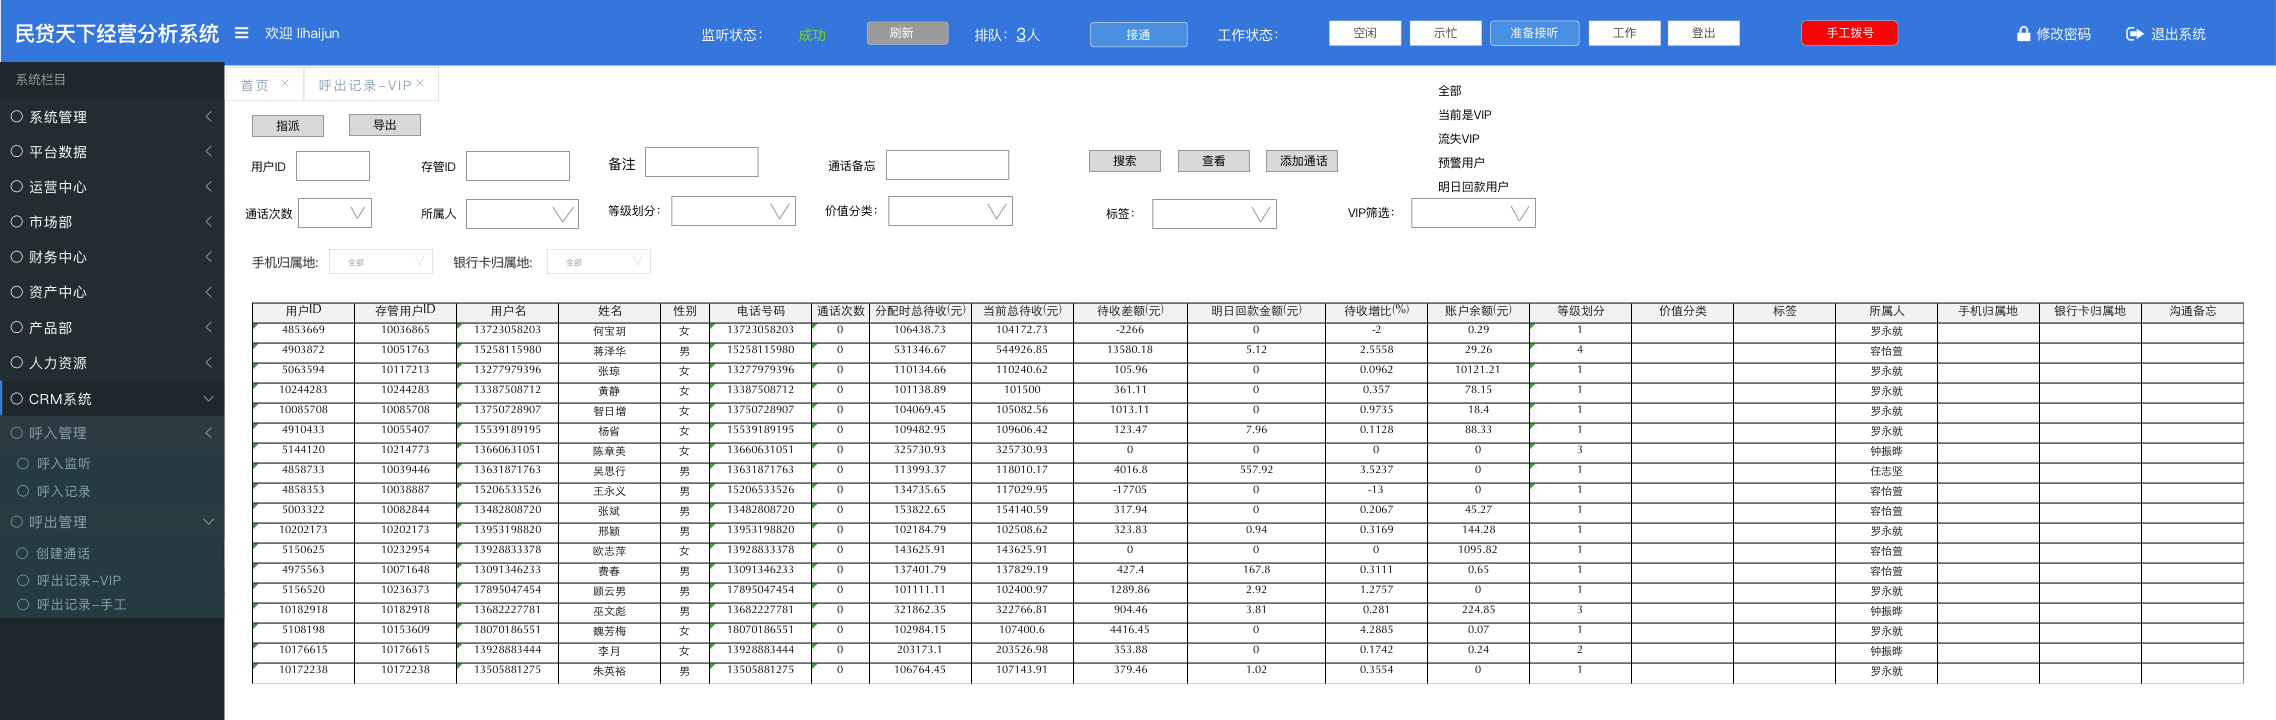 民贷天下经营分析系统 欢迎 lihaijun 监听状态： 成功 刷新 排队：3人 接通 工作状态： 空闲 示忙 准备接听 工作 登出 手工拨号 修改密码 退出系统
系统栏目
系统管理
平台数据
运营中心
市场部
财务中心
资产中心
产品部
人力资源
CRM系统
呼入管理
呼入监听
呼入记录
呼出管理
创建通话
呼出记录-VIP
呼出记录-手工
首页 × 呼出记录-VIP ×
全部
当前是VIP
流失VIP
预警用户
明日回款用户
指派 导出
用户ID 存管ID 备注 通话备忘 搜索 查看 添加通话
通话次数 所属人 等级划分： 价值分类： 标签： VIP筛选：
手机归属地: 全部 银行卡归属地: 全部
用户ID 存管用户ID 用户名 姓名 性别 电话号码 通话次数 分配时总待收(元) 当前总待收(元) 待收差额(元) 明日回款金额(元) 待收增比(%) 账户余额(元) 等级划分 价值分类 标签 所属人 手机归属地 银行卡归属地 沟通备忘
4853669 10036865 13723058203 何宝玥 女 13723058203 0 106438.73 104172.73 -2266 0 -2 0.29 1 罗永就
4903872 10051763 15258115980 蒋泽华 男 15258115980 0 531346.67 544926.85 13580.18 5.12 2.5558 29.26 4 容怡萱
5063594 10117213 13277979396 张琼 女 13277979396 0 110134.66 110240.62 105.96 0 0.0962 10121.21 1 罗永就
10244283 10244283 13387508712 黄静 女 13387508712 0 101138.89 101500 361.11 0 0.357 78.15 1 罗永就
10085708 10085708 13750728907 智日增 女 13750728907 0 104069.45 105082.56 1013.11 0 0.9735 18.4 1 罗永就
4910433 10055407 15539189195 杨省 女 15539189195 0 109482.95 109606.42 123.47 7.96 0.1128 88.33 1 罗永就
5144120 10214773 13660631051 陈章美 女 13660631051 0 325730.93 325730.93 0 0 0 0 3 钟振晔
4858733 10039446 13631871763 吴思行 男 13631871763 0 113993.37 118010.17 4016.8 557.92 3.5237 0 1 任志坚
4858353 10038887 15206533526 王永义 男 15206533526 0 134735.65 117029.95 -17705 0 -13 0 1 容怡萱
5003322 10082844 13482808720 张斌 男 13482808720 0 153822.65 154140.59 317.94 0 0.2067 45.27 1 容怡萱
10202173 10202173 13953198820 邢颖 男 13953198820 0 102184.79 102508.62 323.83 0.94 0.3169 144.28 1 罗永就
5150625 10232954 13928833378 欧志萍 女 13928833378 0 143625.91 143625.91 0 0 0 1095.82 1 容怡萱
4975563 10071648 13091346233 费春 男 13091346233 0 137401.79 137829.19 427.4 167.8 0.3111 0.65 1 容怡萱
5156520 10236373 17895047454 顾云男 男 17895047454 0 101111.11 102400.97 1289.86 2.92 1.2757 0 1 罗永就
10182918 10182918 13682227781 巫文彪 男 13682227781 0 321862.35 322766.81 904.46 3.81 0.281 224.85 3 钟振晔
5108198 10153609 18070186551 魏芳梅 女 18070186551 0 102984.15 107400.6 4416.45 0 4.2885 0.07 1 罗永就
10176615 10176615 13928883444 李月 女 13928883444 0 203173.1 203526.98 353.88 0 0.1742 0.24 2 钟振晔
10172238 10172238 13505881275 朱英裕 男 13505881275 0 106764.45 107143.91 379.46 1.02 0.3554 0 1 罗永就